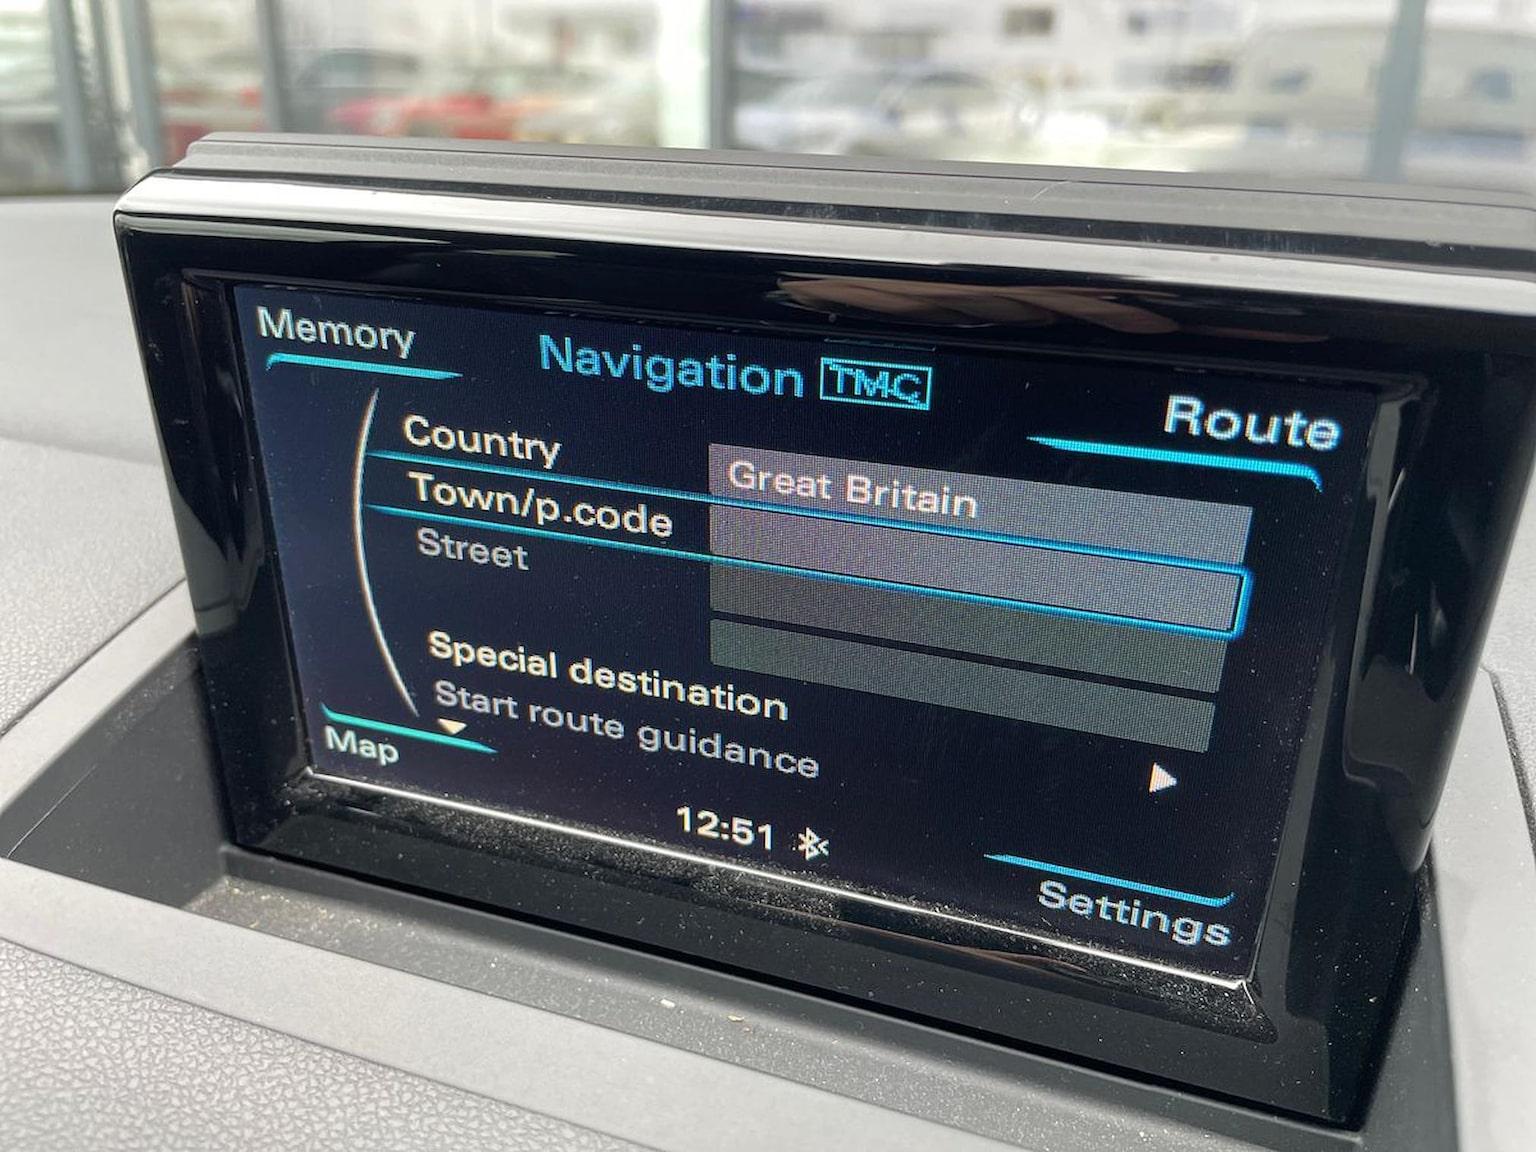 Memory
Navigation TMC
Route
Country
Great Britain
Town/p.code
Street
Special destination
Start route guidance
Map
12:51
Settings